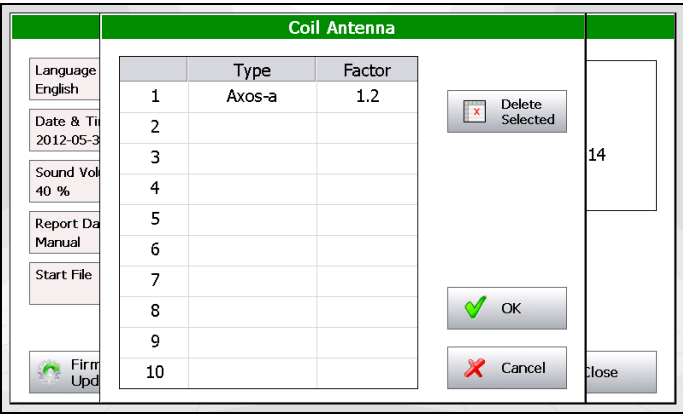 Coil Antenna
Language
English
Date & Ti
2012-05-3
Sound Vol
40 %
Report Da
Manual
Start File
Firm
Upd
Type Factor
1 Axos-a 1.2
2
3
4
5
6
7
8
9
10
Delete
Selected
OK
Cancel
14
Close